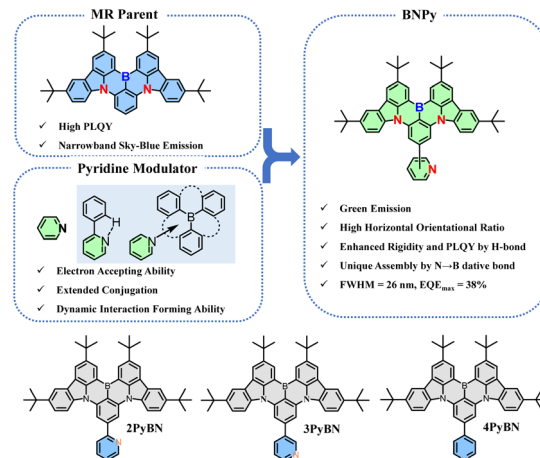 MR Parent
B
N N
✓ High PLQY
✓ Narrowband Sky-Blue Emission
Pyridine Modulator
N
H
N
N
B
✓ Electron Accepting Ability
✓ Extended Conjugation
✓ Dynamic Interaction Forming Ability
BNPy
B
N N
N
✓ Green Emission
✓ High Horizontal Orientational Ratio
✓ Enhanced Rigidity and PLQY by H-bond
✓ Unique Assembly by N→B dative bond
✓ FWHM = 26 nm, EQEmax = 38%
B
N N
N
2PyBN
B
N N
N
3PyBN
B
N N
4PyBN